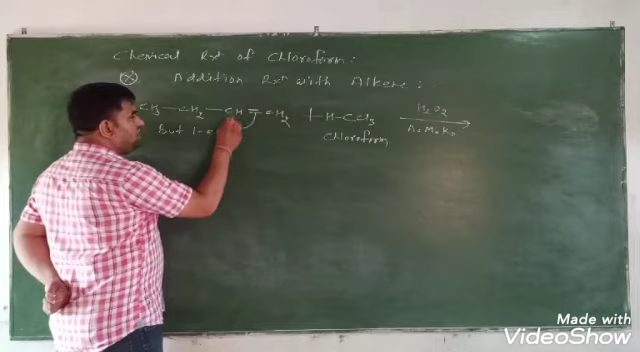 Chemical Rxⁿ of Chloroform:
Addition Rxⁿ with Alkene:
CH₃ — CH₂ — CH = CH₂ + H-CCl₃ H₂O₂
But 1-e Chloroform A.M.K.
Made with
VideoShow